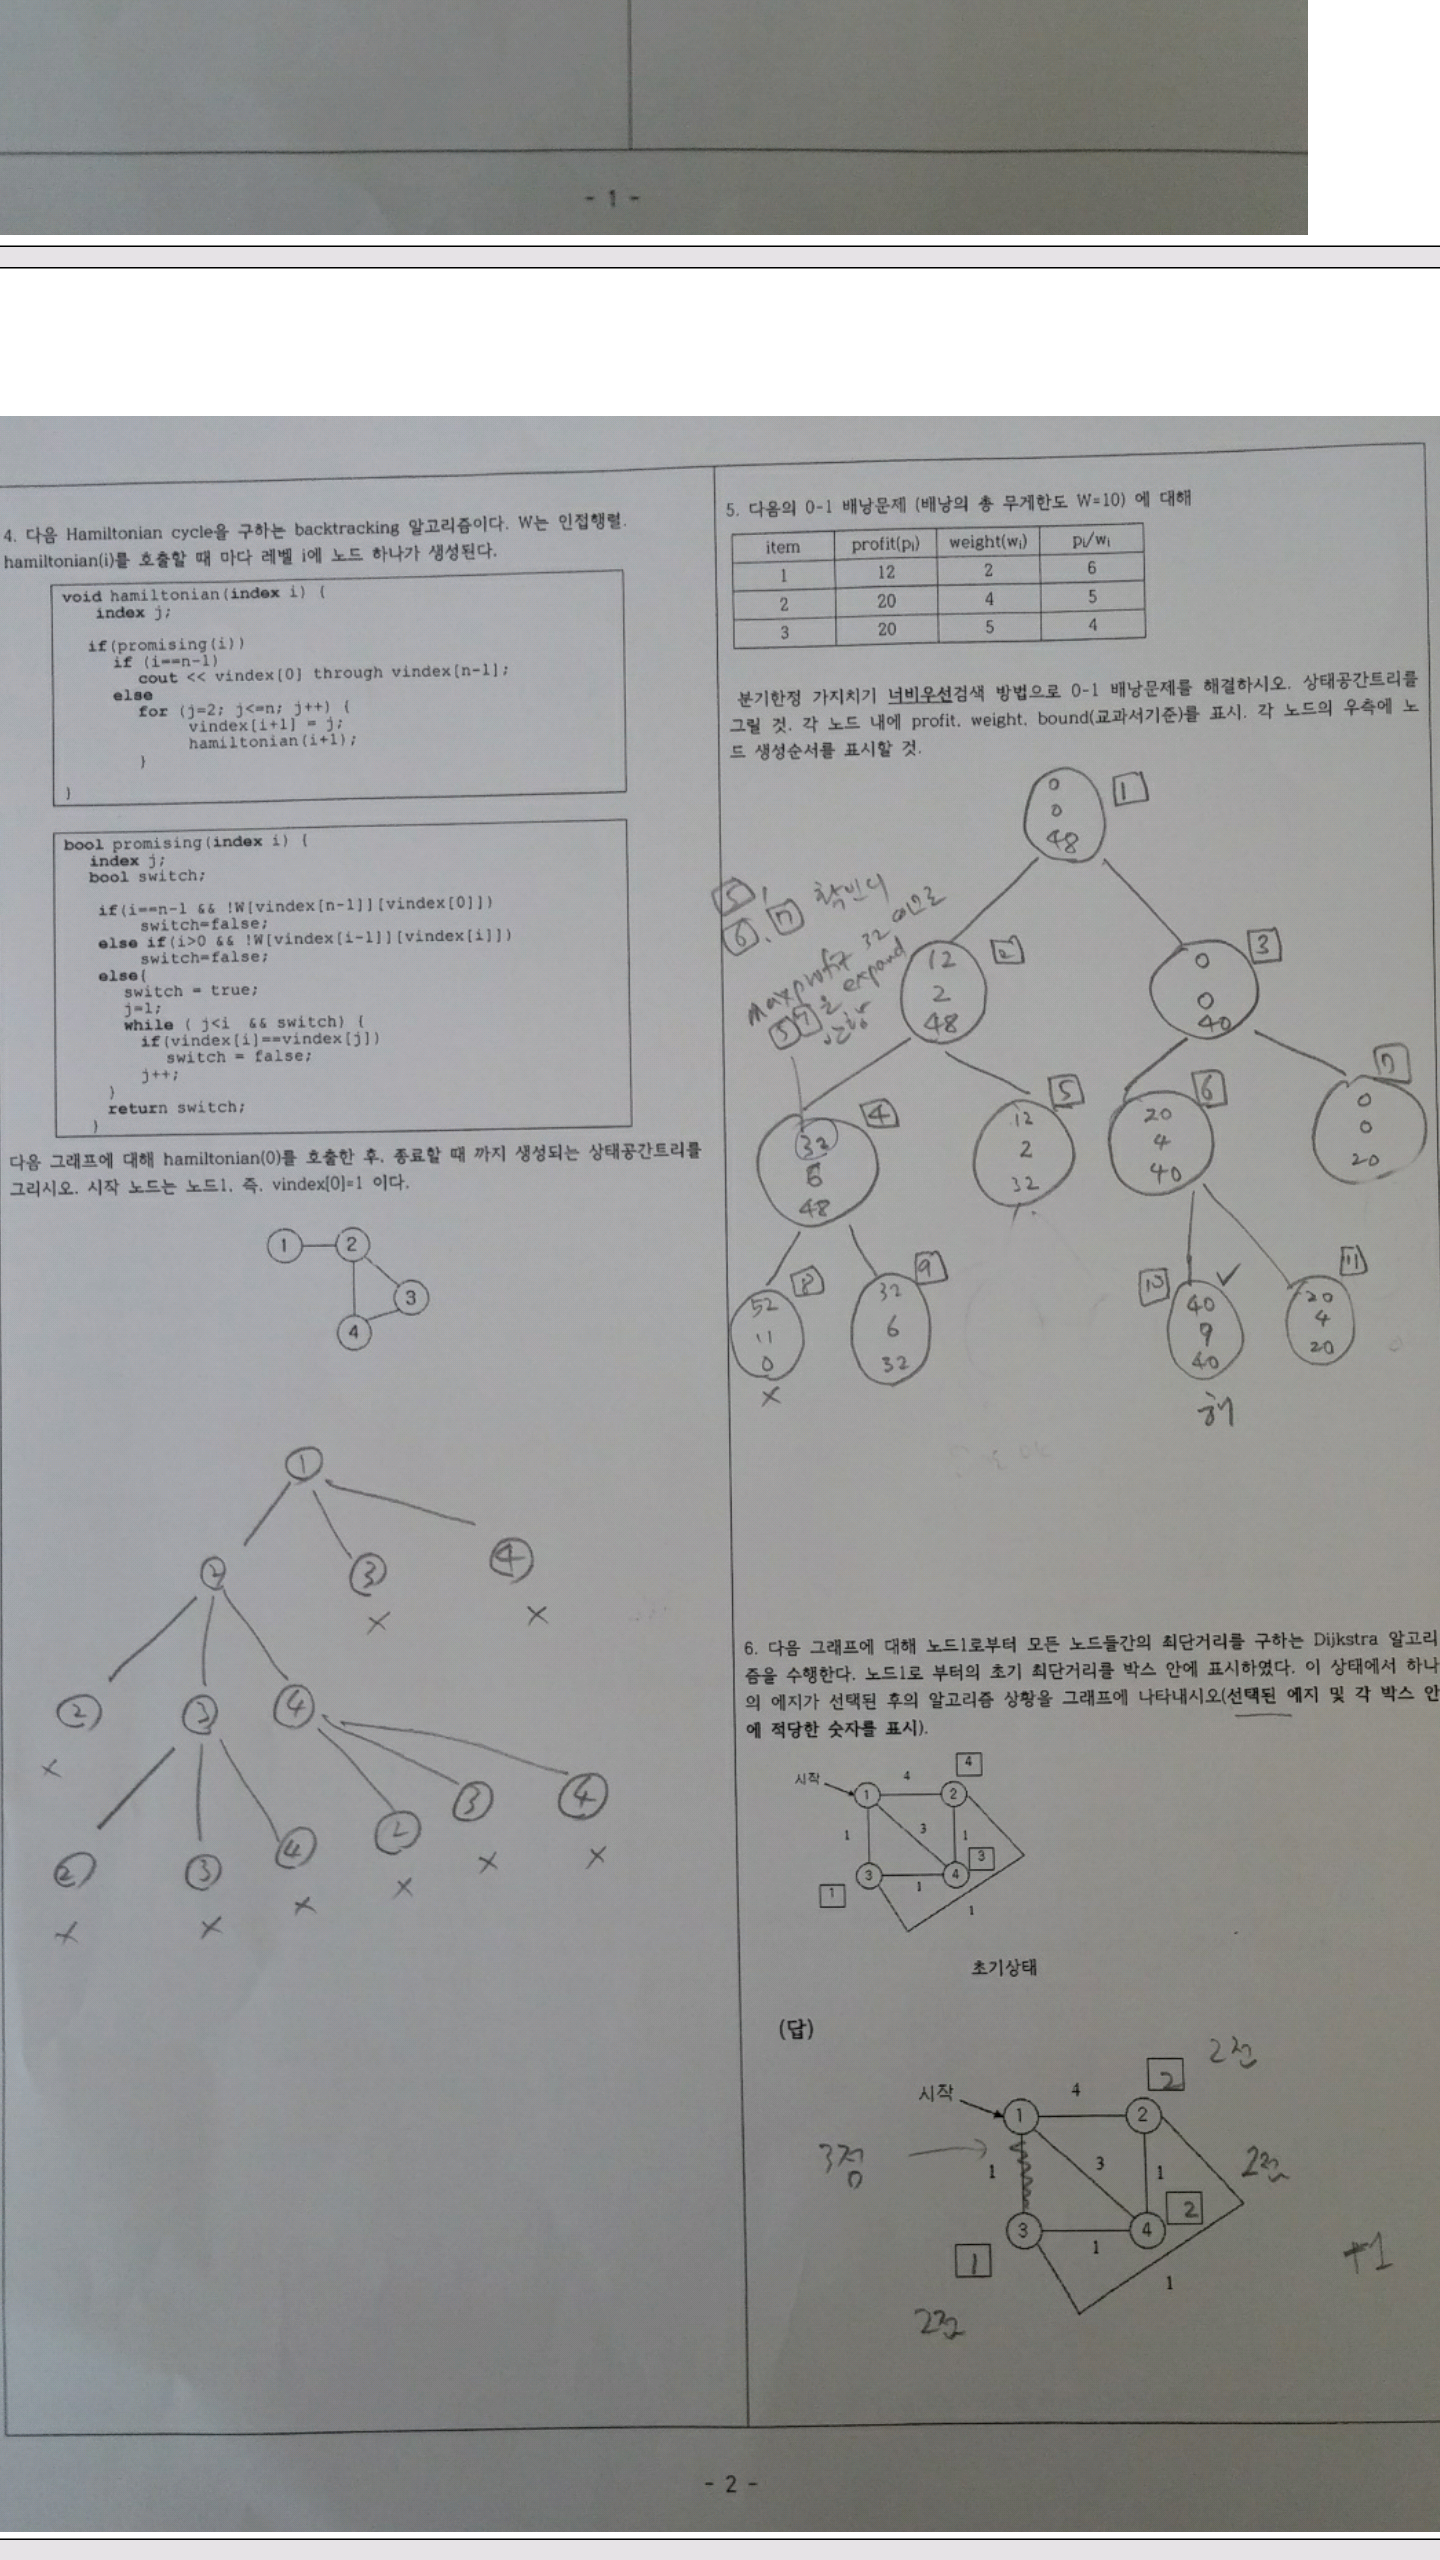 - 1 -
4. 다음 Hamiltonian cycle을 구하는 backtracking 알고리즘이다. W는 인접행렬.
hamiltonian(i)를 호출할 때 마다 레벨 i에 노드 하나가 생성된다.
void hamiltonian(index i) {
index j;
if(promising(i))
if (i==n-1)
cout << vindex[0] through vindex[n-1];
else
for (j=2; j<=n; j++) {
vindex[i+1] = j;
hamiltonian(i+1);
}
}
bool promising(index i) {
index j;
bool switch;
if(i==n-1 && !W[vindex[n-1]][vindex[0]])
switch=false;
else if(i>0 && !W[vindex[i-1]][vindex[i]])
switch=false;
else{
switch = true;
j=1;
while ( j<i && switch) {
if(vindex[i]==vindex[j])
switch = false;
j++;
}
return switch;
}
다음 그래프에 대해 hamiltonian(0)를 호출한 후, 종료할 때 까지 생성되는 상태공간트리를
그리시오. 시작 노드는 노드1, 즉, vindex[0]=1 이다.
1 2
3
4
1
2 3 4
x x
2 3 4
x
2 3 4 2 3 4
x x x x x x
5. 다음의 0-1 배낭문제 (배낭의 총 무게한도 W=10) 에 대해
item profit(pᵢ) weight(wᵢ) pᵢ/wᵢ
1 12 2 6
2 20 4 5
3 20 5 4
분기한정 가지치기 너비우선검색 방법으로 0-1 배낭문제를 해결하시오. 상태공간트리를
그릴 것. 각 노드 내에 profit, weight, bound(교과서기준)를 표시. 각 노드의 우측에 노
드 생성순서를 표시할 것.
0 1
0
48
5,
6, 7 확인시
maxprofit 32 이므로
5 7 을 expand
안함
12 2
2
48
0 3
0
40
32 4
6
48
12 5
2
32
20 6
4
40
0 7
0
20
52 8
11
0
x
32 9
6
32
10 40 ✓
9
40
해
20 11
4
20
6. 다음 그래프에 대해 노드1로부터 모든 노드들간의 최단거리를 구하는 Dijkstra 알고리
즘을 수행한다. 노드1로 부터의 초기 최단거리를 박스 안에 표시하였다. 이 상태에서 하나
의 에지가 선택된 후의 알고리즘 상황을 그래프에 나타내시오(선택된 에지 및 각 박스 안
에 적당한 숫자를 표시).
4
시작 1 4 2
1 3 1 3
3 1 4
1 1
초기상태
(답)
2점
2
시작 1 4 2
3점 1 3 1 2점
3 1 4 2
1 1
2점
+1
- 2 -